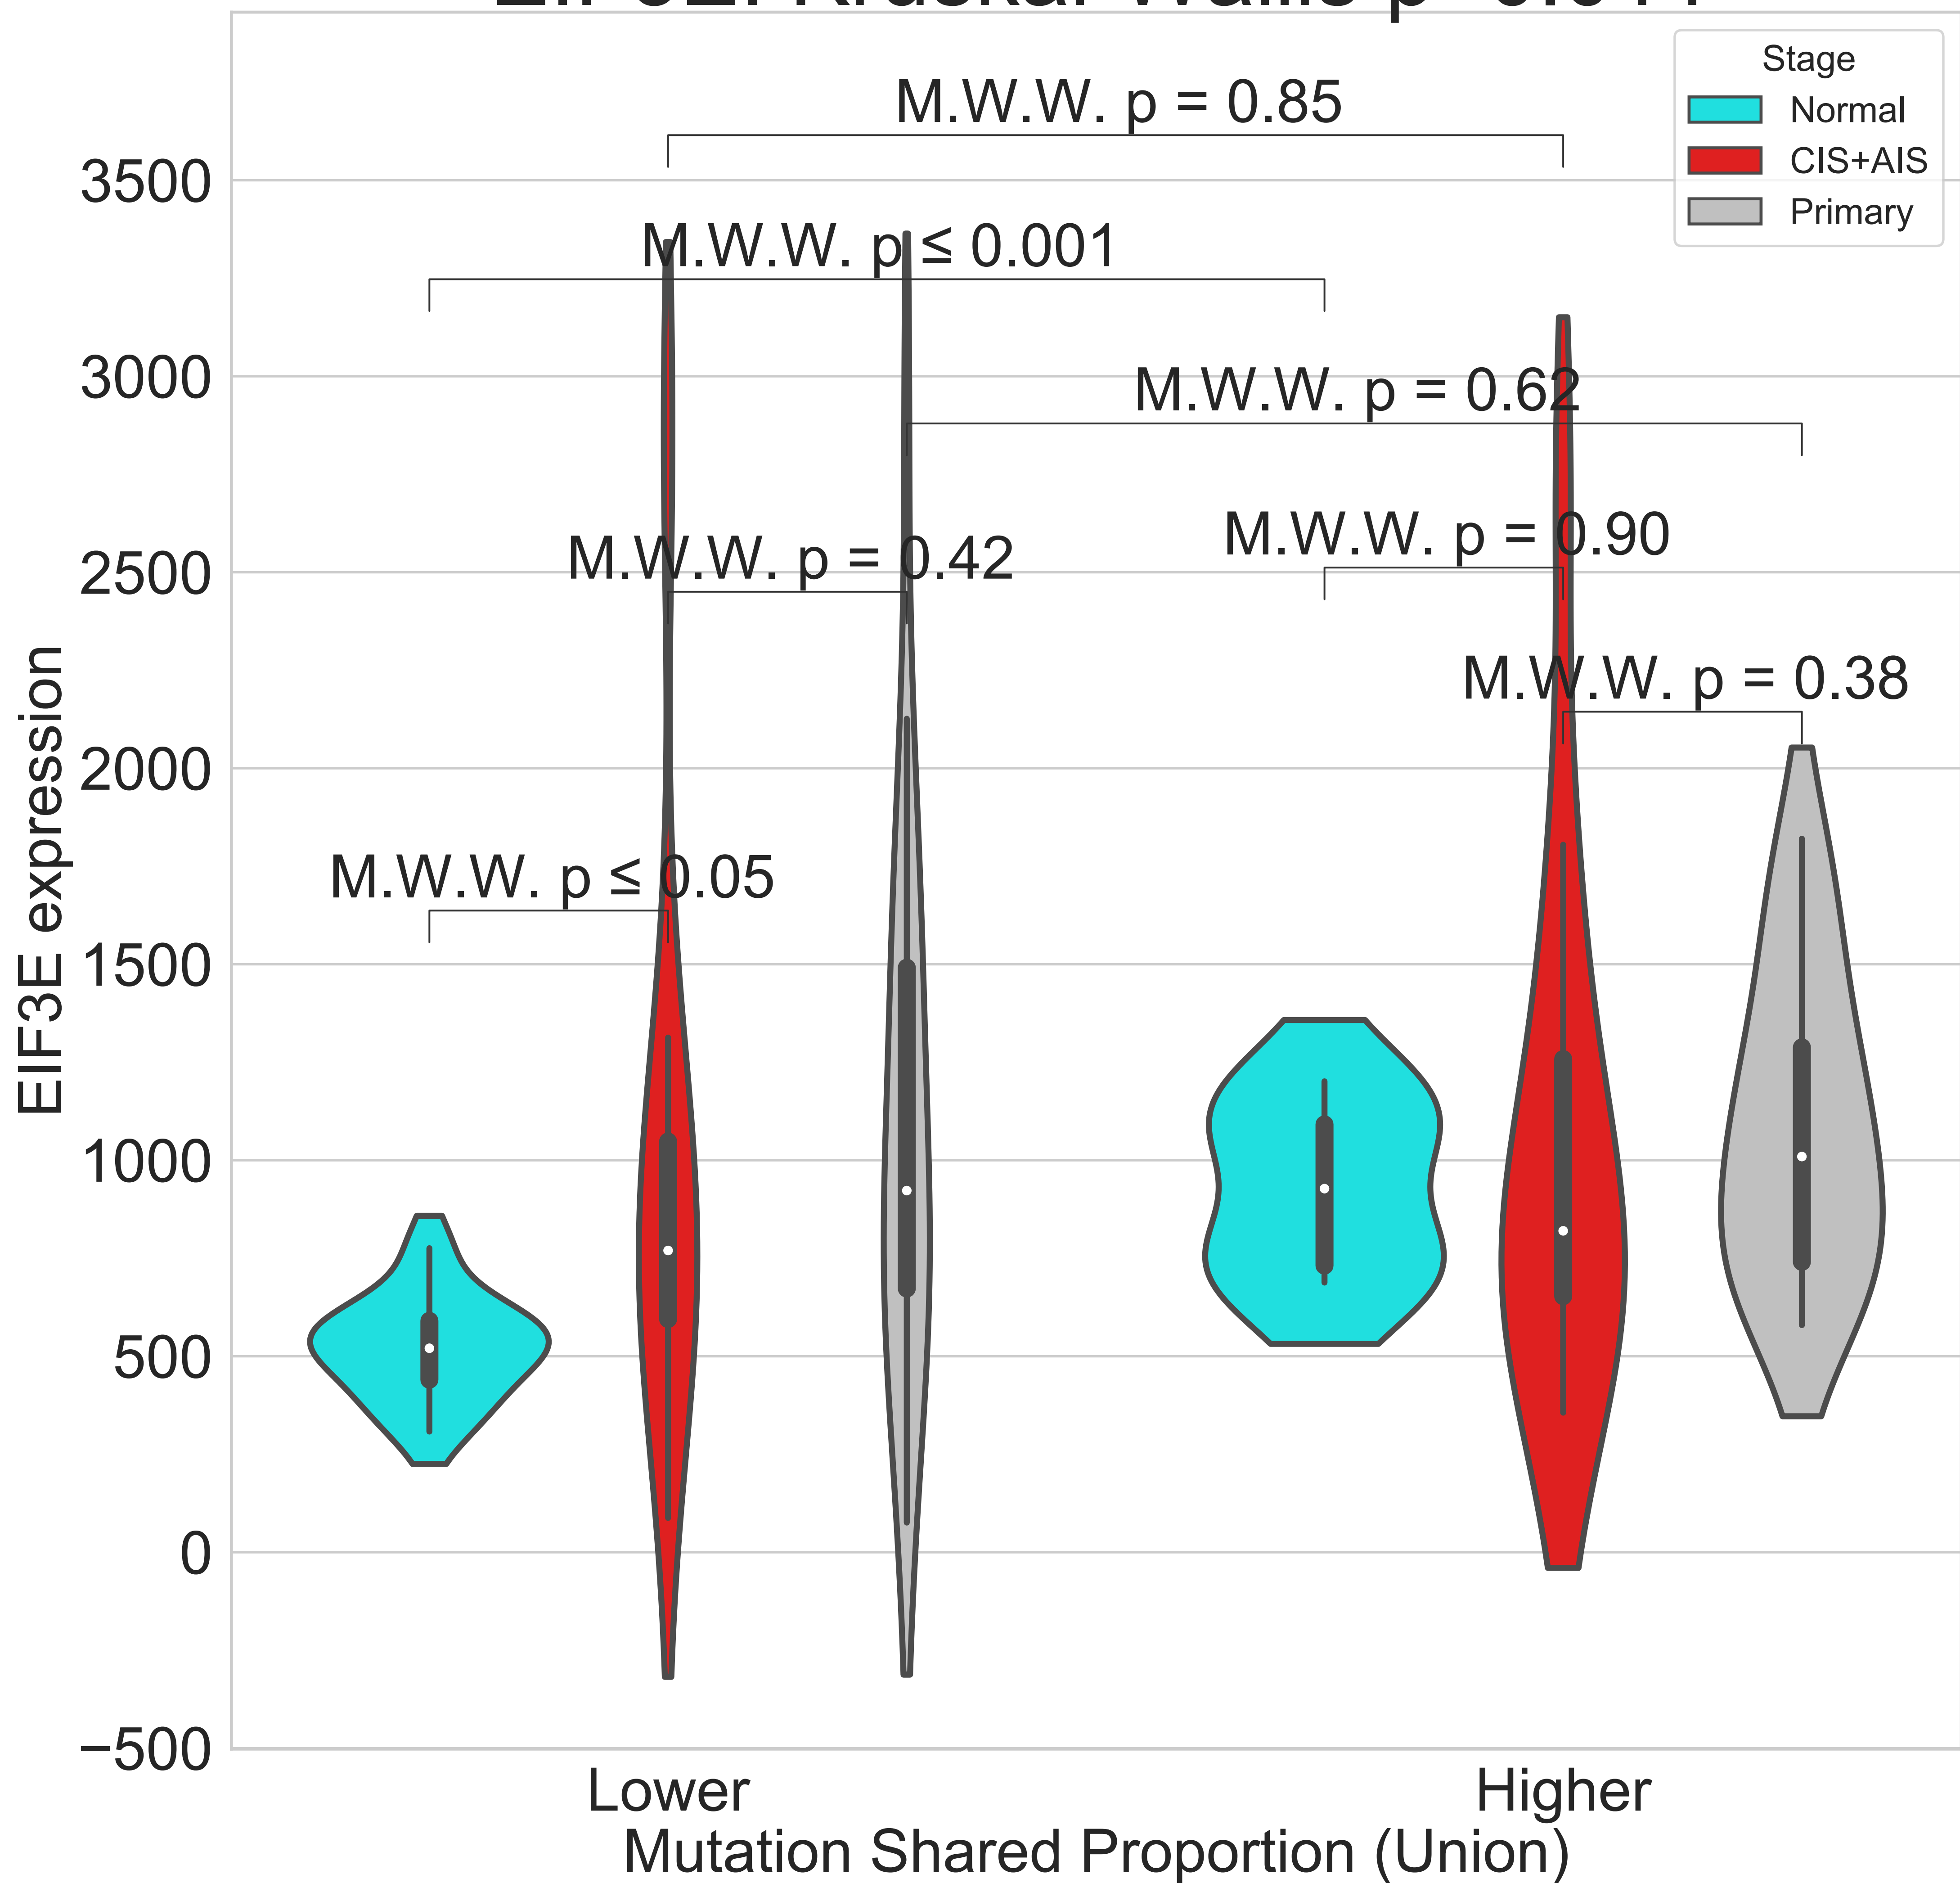 Stage
Normal
CIS+AIS
Primary
M.W.W. p = 0.85
M.W.W. p ≤ 0.001
M.W.W. p = 0.62
M.W.W. p = 0.42
M.W.W. p = 0.90
M.W.W. p = 0.38
M.W.W. p ≤ 0.05
EIF3E expression
3500
3000
2500
2000
1500
1000
500
0
−500
Lower
Higher
Mutation Shared Proportion (Union)